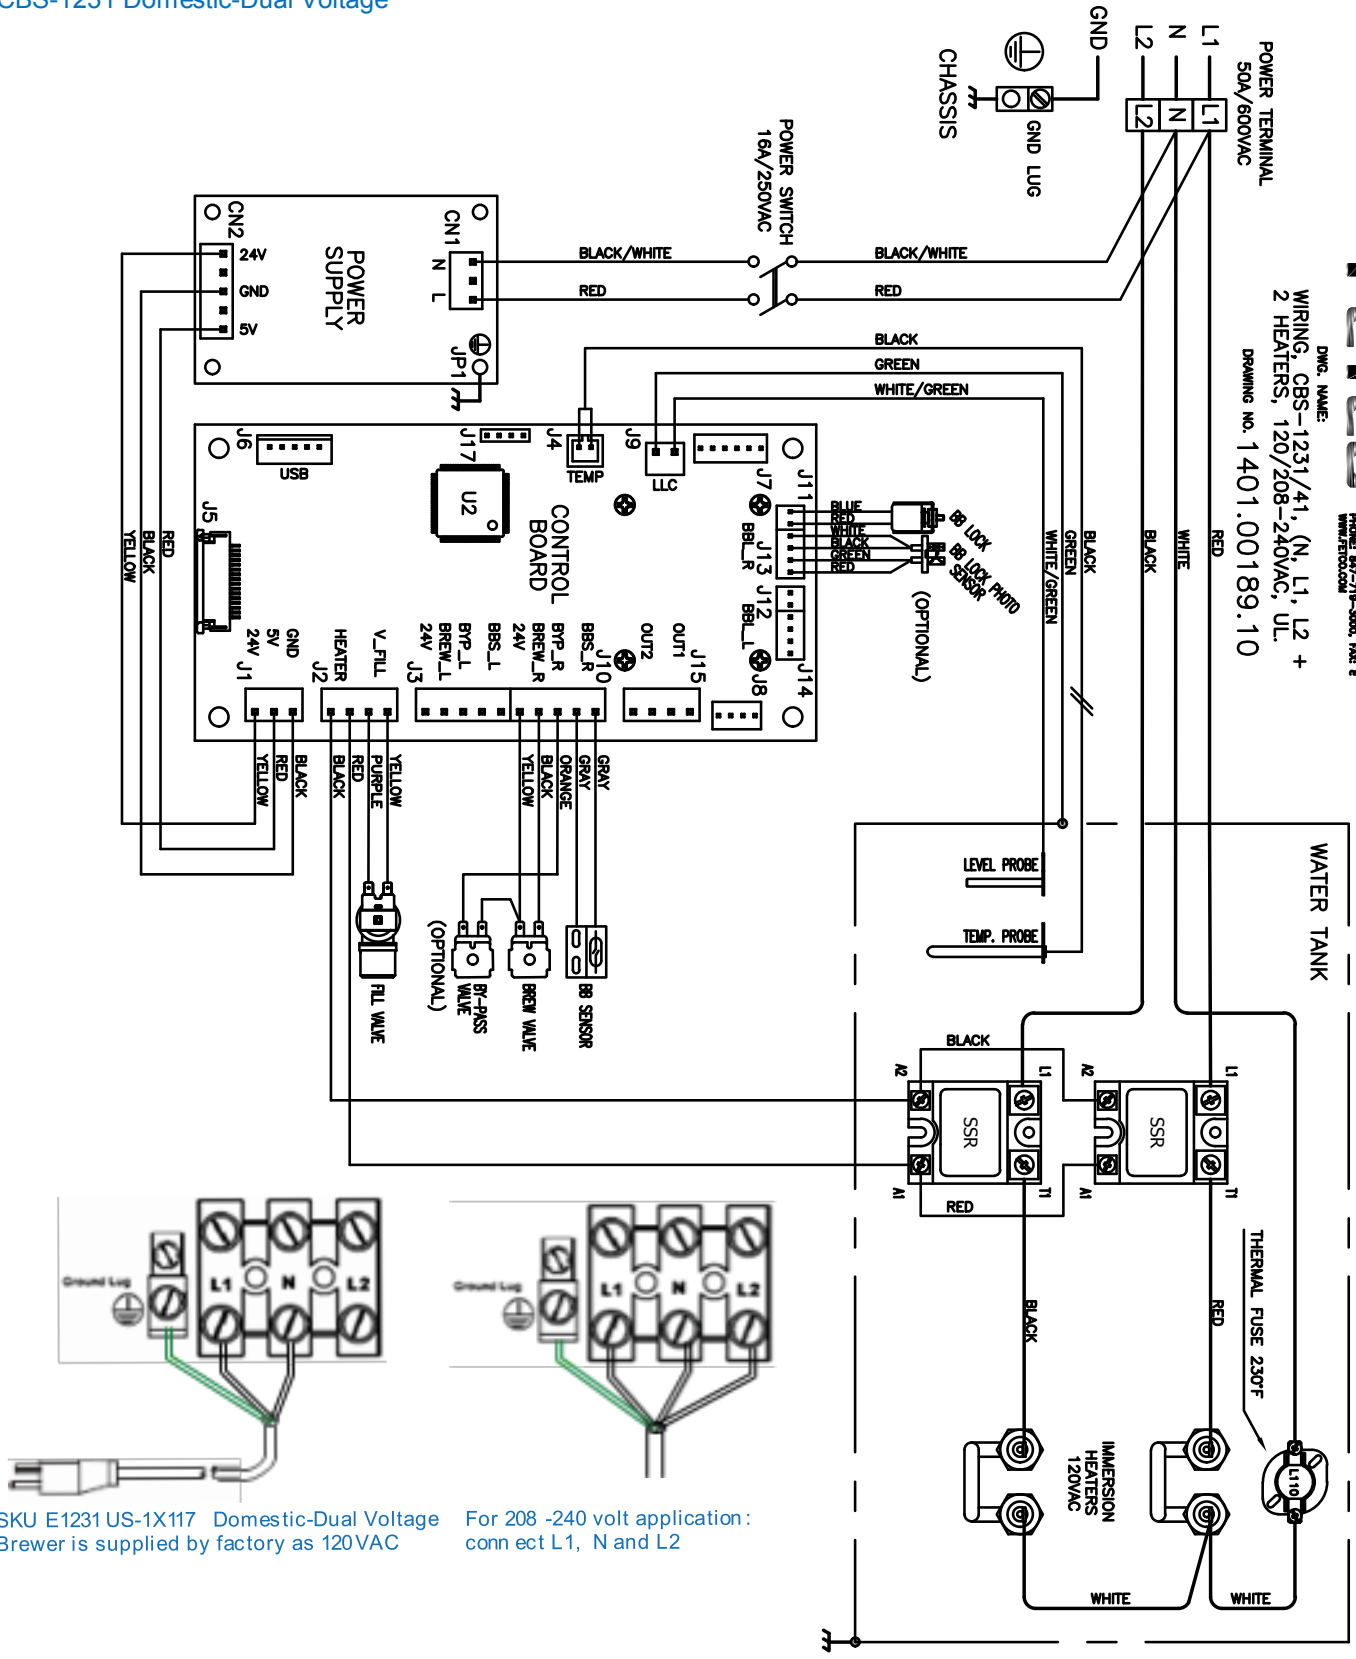 CBS-1231 Domestic-Dual Voltage
POWER TERMINAL
50A/600VAC
L1
N
L2
GND
L1
N
L2
GND LUG
CHASSIS
DWG. NAME:
WIRING, CBS-1231/41, (N, L1, L2 +
2 HEATERS, 120/208-240VAC, UL.
DRAWING NO. 1401.00189.10
WWW.FETCO.COM
POWER SWITCH
16A/250VAC
BLACK/WHITE
BLACK/WHITE
RED
RED
CN1
N
L
JP1
POWER
SUPPLY
CN2
24V
GND
5V
BLACK
GREEN
WHITE/GREEN
J6
USB
J17
J4
TEMP
J9
LLC
J7
J11
U2
CONTROL
BOARD
J5
BBL_R
J13
J12
BBL_L
J14
J8
BLUE
RED
WHITE
BLACK
GREEN
RED
BB LOCK
BB LOCK PHOTO
SENSOR
(OPTIONAL)
BLACK
GREEN
WHITE/GREEN
BLACK
WHITE
RED
RED
BLACK
YELLOW
24V
5V
GND
J1
HEATER
V_FILL
J2
24V
BREW_L
BYP_L
BBS_L
J3
24V
BREW_R
BYP_R
BBS_R
J10
OUT2
OUT1
J15
YELLOW
RED
BLACK
BLACK
RED
PURPLE
YELLOW
YELLOW
BLACK
ORANGE
GRAY
GRAY
FILL VALVE
BY-PASS
VALVE
(OPTIONAL)
BREW VALVE
BB SENSOR
WATER TANK
LEVEL PROBE
TEMP. PROBE
BLACK
A2
L1
A2
L1
SSR
SSR
A1
T1
A1
T1
RED
BLACK
RED
THERMAL FUSE 230°F
L110
IMMERSION
HEATERS
120VAC
WHITE
WHITE
Ground Lug
L1 N L2
Ground Lug
L1 N L2
SKU E1231US-1X117 Domestic-Dual Voltage
Brewer is supplied by factory as 120VAC
For 208 -240 volt application:
conn ect L1, N and L2